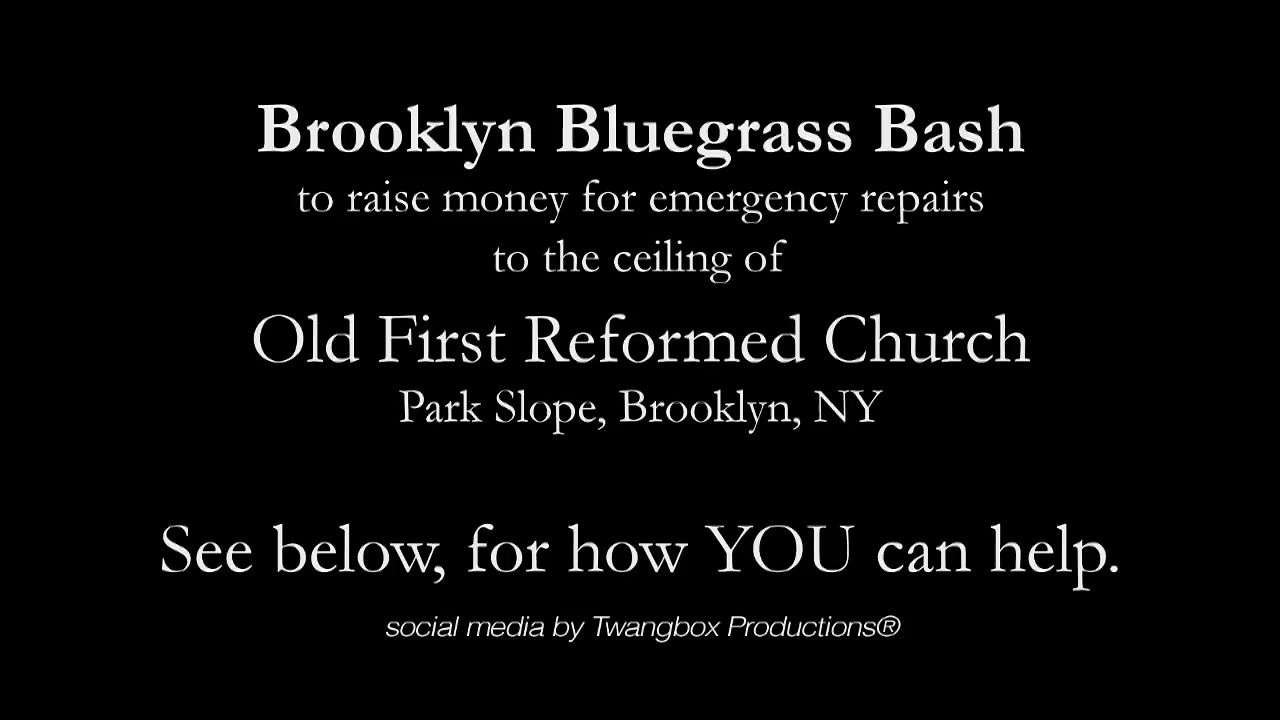 Brooklyn Bluegrass Bash
to raise money for emergency repairs
to the ceiling of
Old First Reformed Church
Park Slope, Brooklyn, NY
See below, for how YOU can help.
social media by Twangbox Productions®